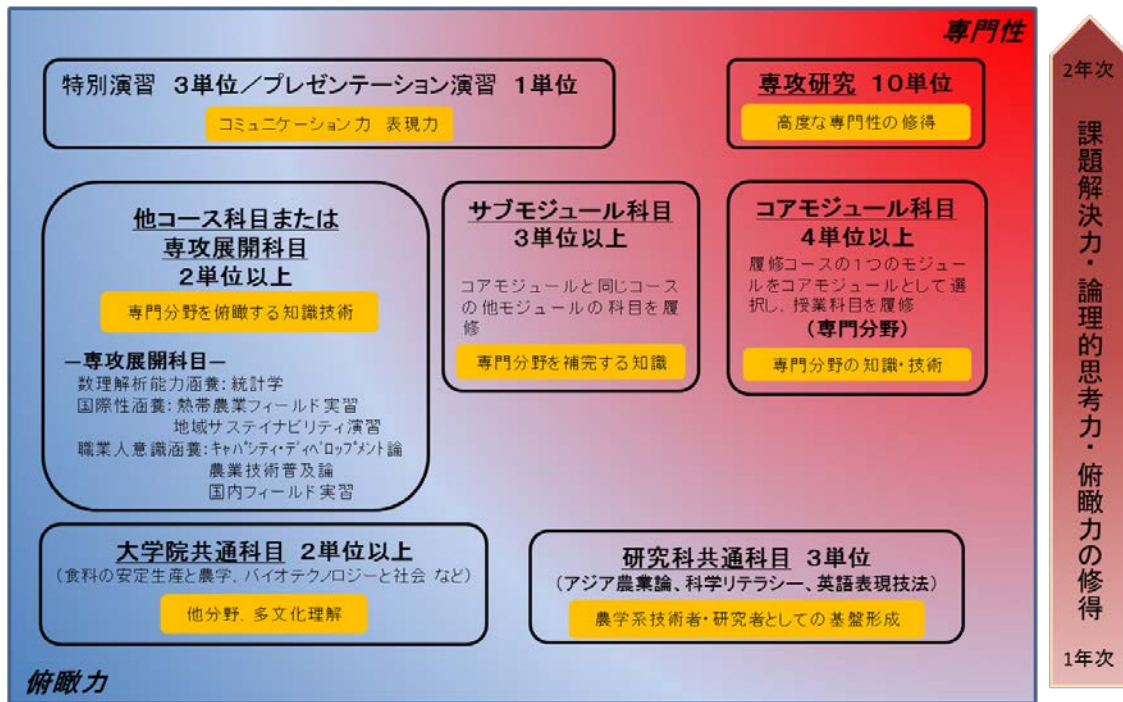 専門性
特別演習 3単位/プレゼンテーション演習 1単位
コミュニケーション力 表現力
専攻研究 10単位
高度な専門性の修得
他コース科目または
専攻展開科目
2単位以上
専門分野を俯瞰する知識技術
―専攻展開科目―
数理解析能力涵養:統計学
国際性涵養:熱帯農業フィールド実習
地域サステイナビリティ演習
職業人意識涵養:キャパシティ・ディベロップメント論
農業技術普及論
国内フィールド実習
サブモジュール科目
3単位以上
コアモジュールと同じコース
の他モジュールの科目を履
修
専門分野を補完する知識
コアモジュール科目
4単位以上
履修コースの1つのモジュー
ルをコアモジュールとして選
択し、授業科目を履修
(専門分野)
専門分野の知識・技術
大学院共通科目 2単位以上
(食料の安定生産と農学、バイオテクノロジーと社会 など)
他分野、多文化理解
研究科共通科目 3単位
(アジア農業論、科学リテラシー、英語表現技法)
農学系技術者・研究者としての基盤形成
俯瞰力
2年次
課題解決力・論理的思考力・俯瞰力の修得
1年次